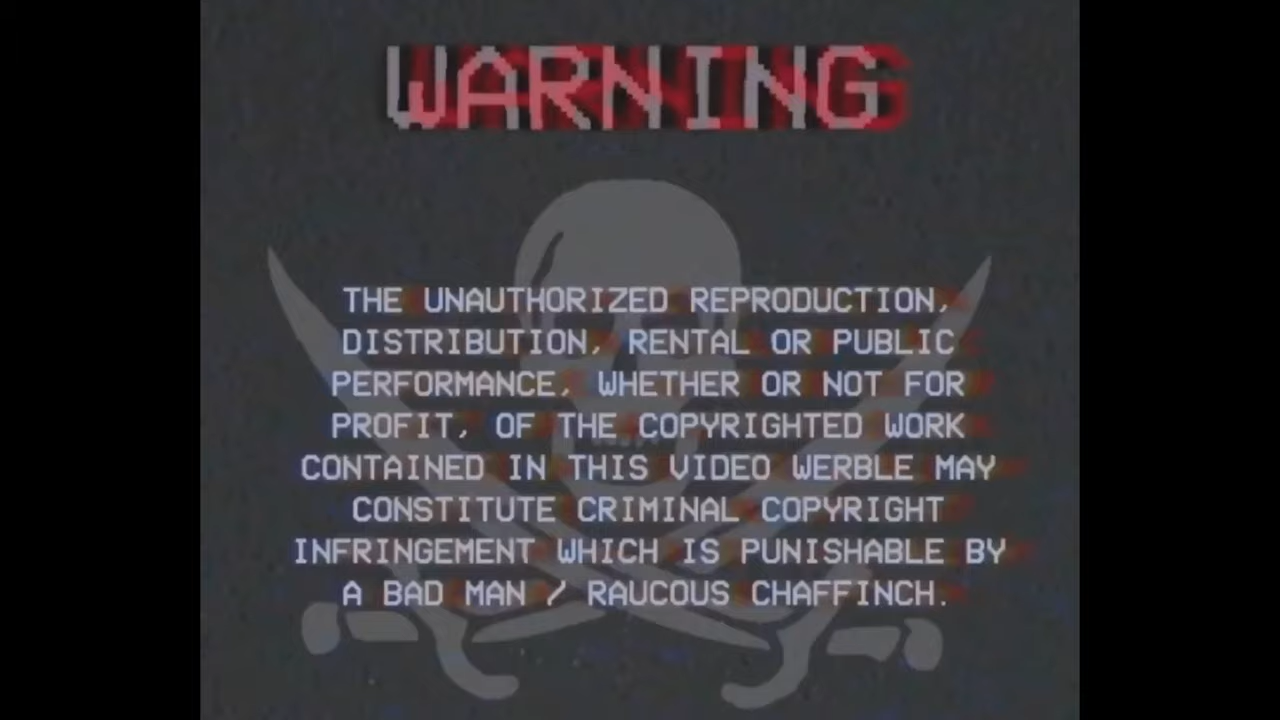 WARNING
THE UNAUTHORIZED REPRODUCTION,
DISTRIBUTION, RENTAL OR PUBLIC
PERFORMANCE, WHETHER OR NOT FOR
PROFIT, OF THE COPYRIGHTED WORK
CONTAINED IN THIS VIDEO WERBLE MAY
CONSTITUTE CRIMINAL COPYRIGHT
INFRINGEMENT WHICH IS PUNISHABLE BY
A BAD MAN / RAUCOUS CHAFFINCH.